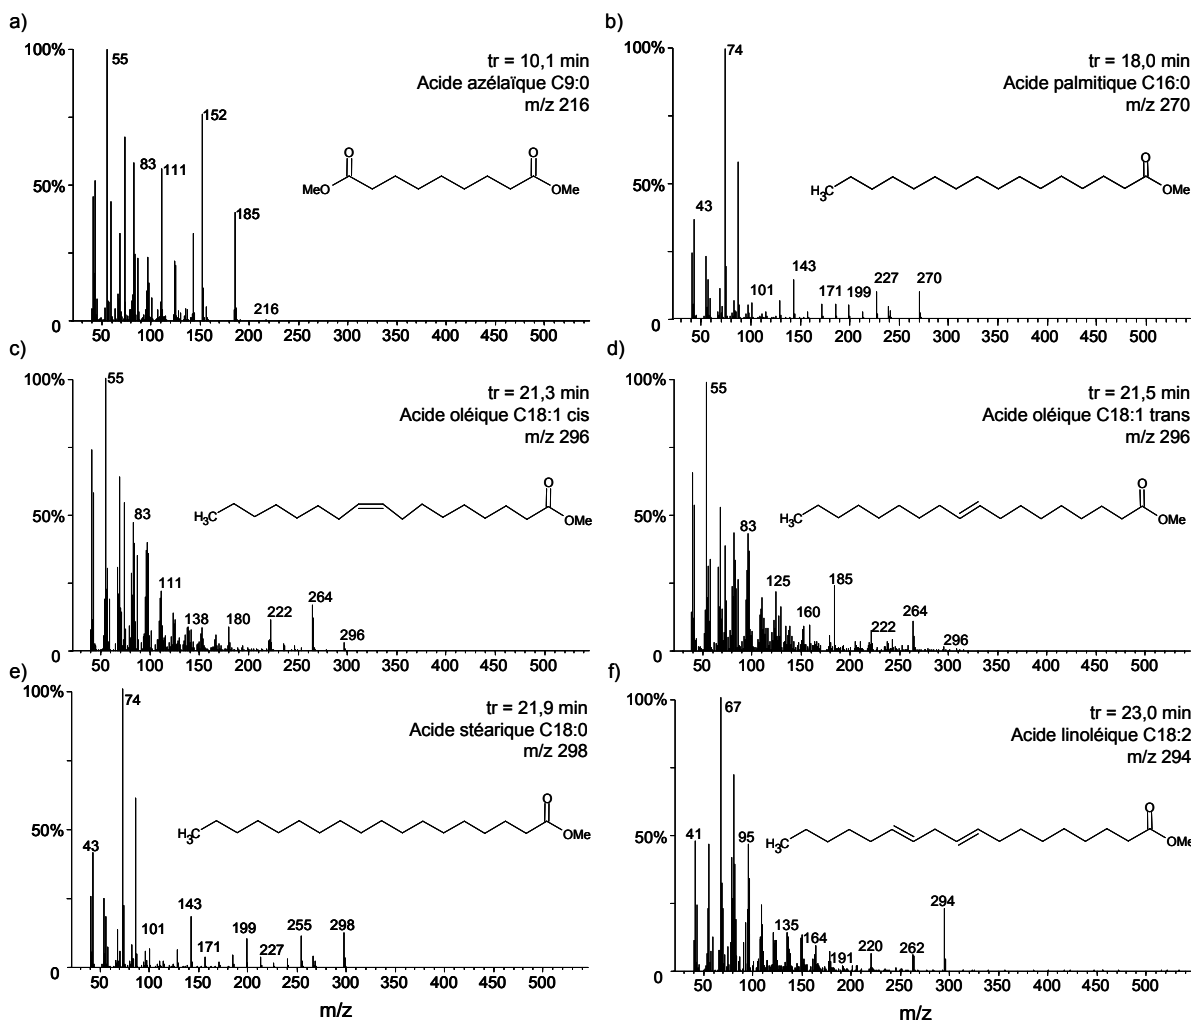 a)
100%
50%
0
tr = 10,1 min
Acide azélaïque C9:0
m/z 216
55
83
111
152
185
216
O
MeO
O
OMe
50 100 150 200 250 300 350 400 450 500
b)
100%
50%
0
tr = 18,0 min
Acide palmitique C16:0
m/z 270
74
43
101
143
171
199
227
270
H3C
O
OMe
50 100 150 200 250 300 350 400 450 500
c)
100%
50%
0
tr = 21,3 min
Acide oléique C18:1 cis
m/z 296
55
83
111
138
180
222
264
296
H3C
O
OMe
50 100 150 200 250 300 350 400 450 500
d)
100%
50%
0
tr = 21,5 min
Acide oléique C18:1 trans
m/z 296
55
83
125
160
185
222
264
296
H3C
O
OMe
50 100 150 200 250 300 350 400 450 500
e)
100%
50%
0
tr = 21,9 min
Acide stéarique C18:0
m/z 298
74
43
101
143
171
199
227
255
298
H3C
O
OMe
50 100 150 200 250 300 350 400 450 500
m/z
f)
100%
50%
0
tr = 23,0 min
Acide linoléique C18:2
m/z 294
67
41
95
135
164
191
220
262
294
H3C
O
OMe
50 100 150 200 250 300 350 400 450 500
m/z